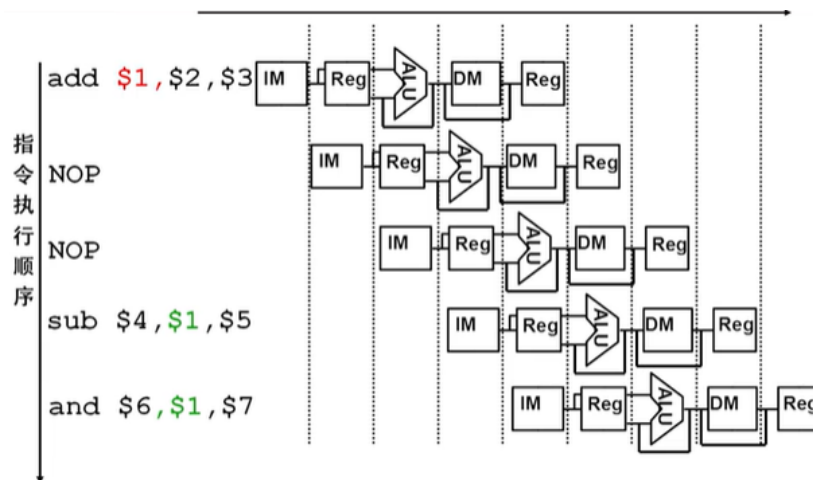 add $1,$2,$3 IM Reg ALU DM Reg
NOP IM Reg ALU DM Reg
NOP IM Reg ALU DM Reg
sub $4,$1,$5 IM Reg ALU DM Reg
and $6,$1,$7 IM Reg ALU DM Reg
指令执行顺序